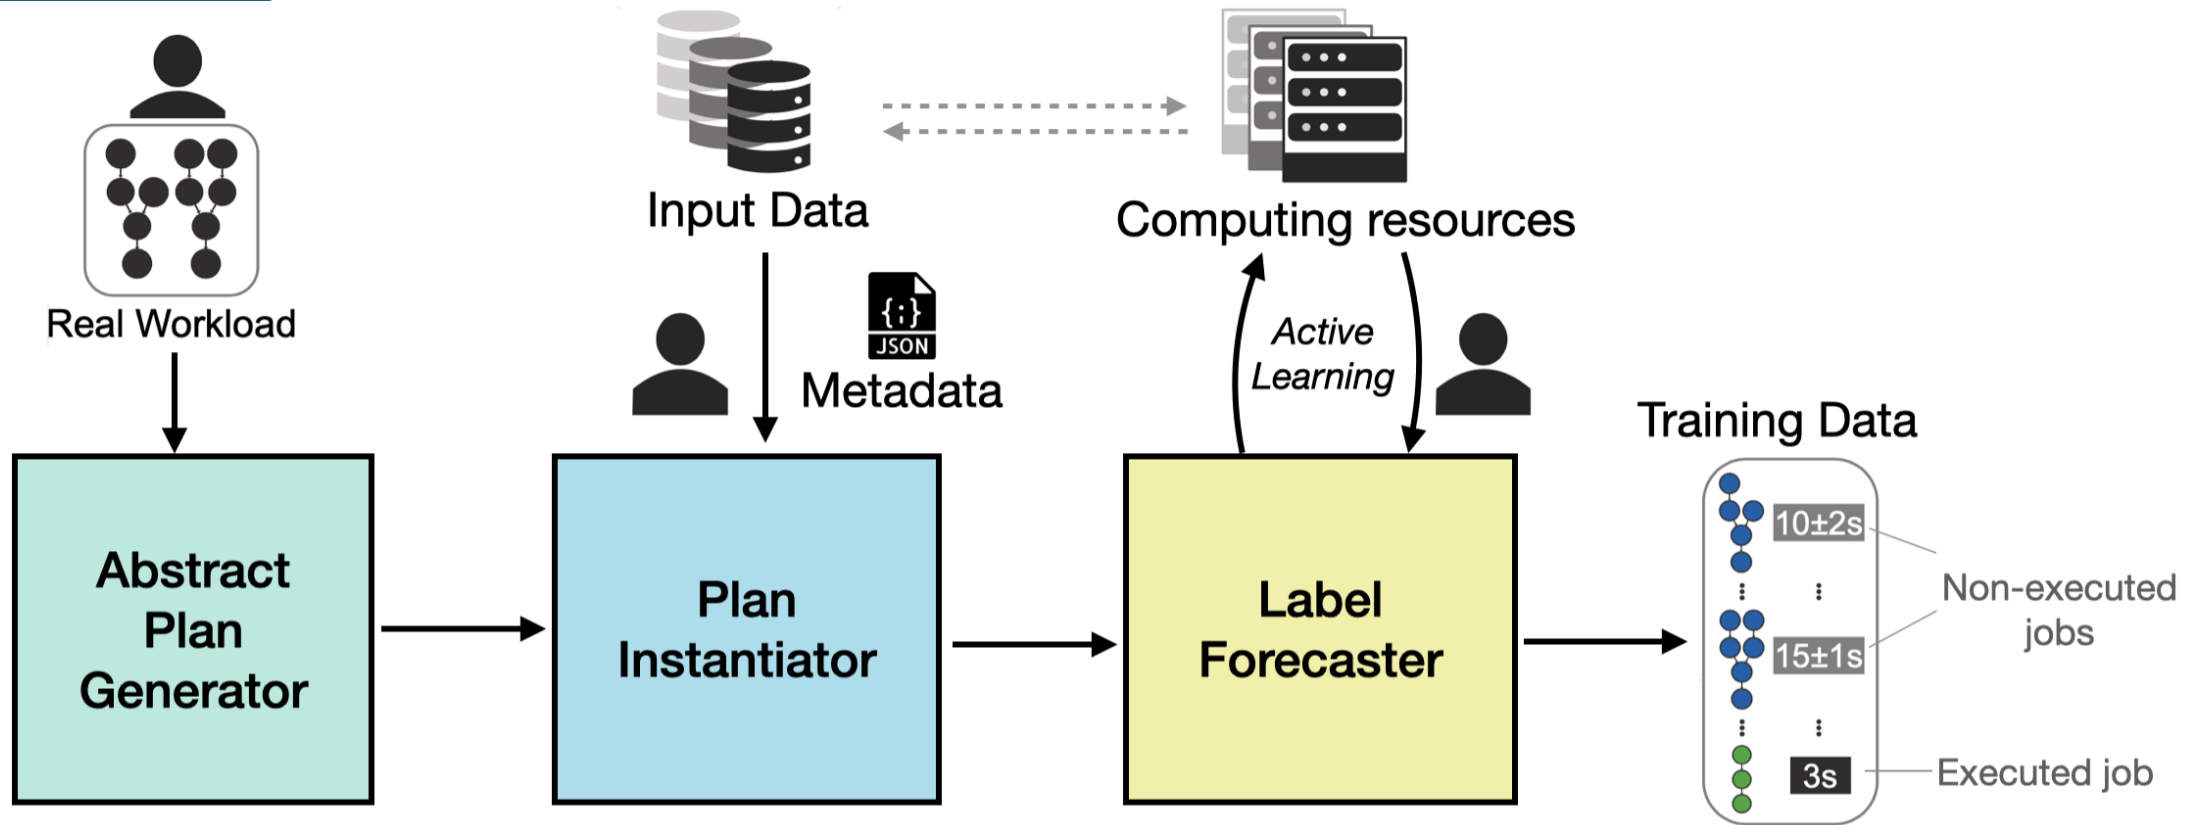 Real Workload
Input Data
Computing resources
{;}
JSON
Metadata
Active
Learning
Abstract
Plan
Generator
Plan
Instantiator
Label
Forecaster
Training Data
10±2s
15±1s
3s
Non-executed
jobs
Executed job